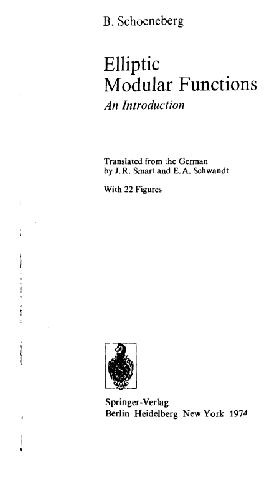 B. Schoeneberg
Elliptic
Modular Functions
An Introduction
Translated from the German
by J. R. Smart and E. A. Schwandt
With 22 Figures
Springer-Verlag
Berlin Heidelberg New York 1974